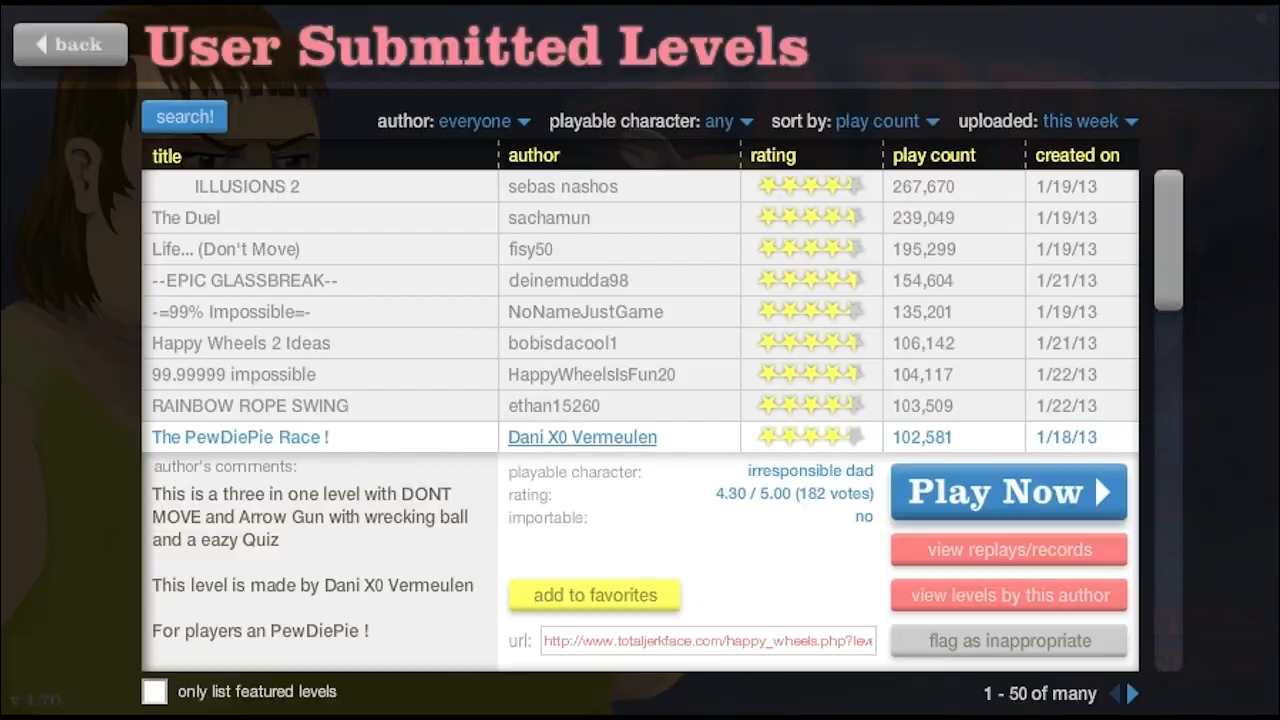 back
User Submitted Levels
search!
author: everyone playable character: any sort by: play count uploaded: this week
title author rating play count created on
ILLUSIONS 2 sebas nashos 267,670 1/19/13
The Duel sachamun 239,049 1/19/13
Life... (Don't Move) fisy50 195,299 1/19/13
--EPIC GLASSBREAK-- deinemudda98 154,604 1/21/13
-=99% Impossible=- NoNameJustGame 135,201 1/19/13
Happy Wheels 2 Ideas bobisdacool1 106,142 1/21/13
99.99999 impossible HappyWheelsIsFun20 104,117 1/22/13
RAINBOW ROPE SWING ethan15260 103,509 1/22/13
The PewDiePie Race ! Dani X0 Vermeulen 102,581 1/18/13
author's comments:
This is a three in one level with DONT
MOVE and Arrow Gun with wrecking ball
and a eazy Quiz
This level is made by Dani X0 Vermeulen
For players an PewDiePie !
playable character: irresponsible dad
rating: 4.30 / 5.00 (182 votes)
importable: no
add to favorites
url: http://www.totaljerkface.com/happy_wheels.php?leve
Play Now
view replays/records
view levels by this author
flag as inappropriate
only list featured levels
1 - 50 of many
v 1.70